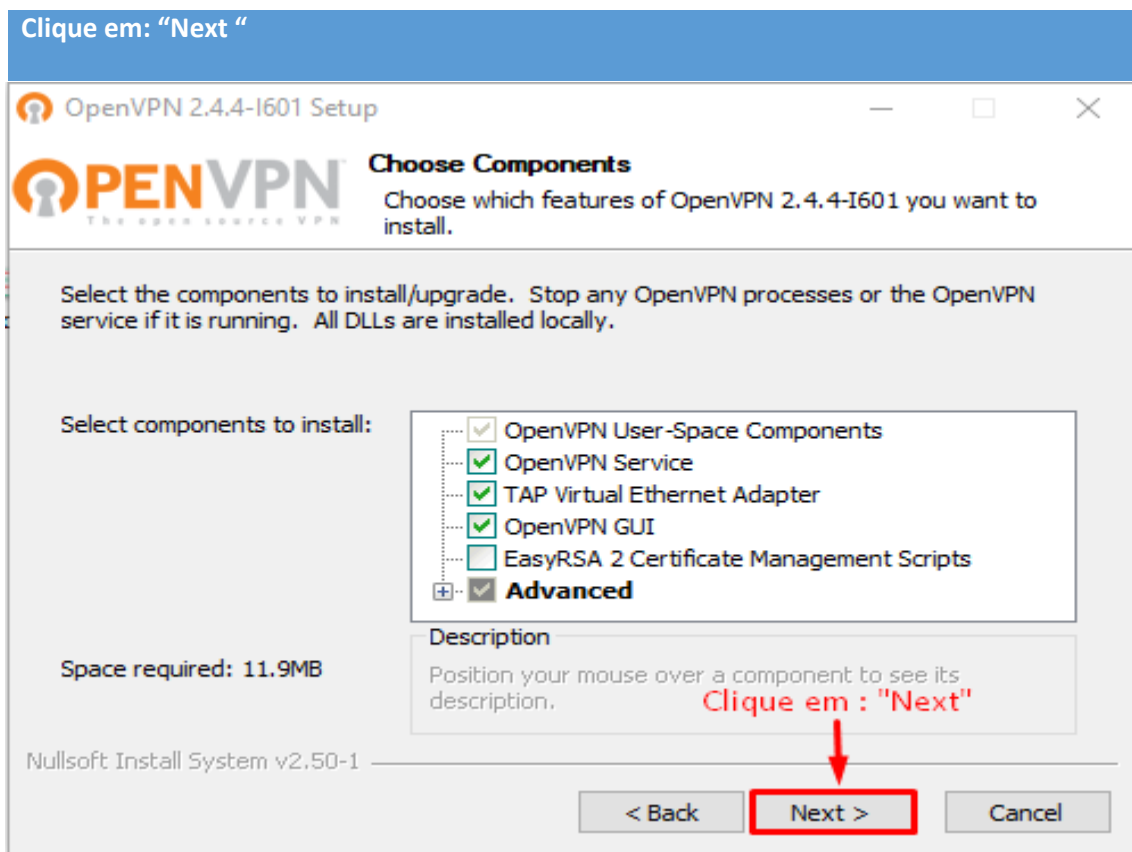 Clique em: “Next “
OpenVPN 2.4.4-I601 Setup
OPENVPN
The open source VPN
Choose Components
Choose which features of OpenVPN 2.4.4-I601 you want to
install.
Select the components to install/upgrade. Stop any OpenVPN processes or the OpenVPN
service if it is running. All DLLs are installed locally.
Select components to install:
OpenVPN User-Space Components
OpenVPN Service
TAP Virtual Ethernet Adapter
OpenVPN GUI
EasyRSA 2 Certificate Management Scripts
Advanced
Space required: 11.9MB
Description
Position your mouse over a component to see its
description.
Clique em : "Next"
Nullsoft Install System v2.50-1
< Back
Next >
Cancel